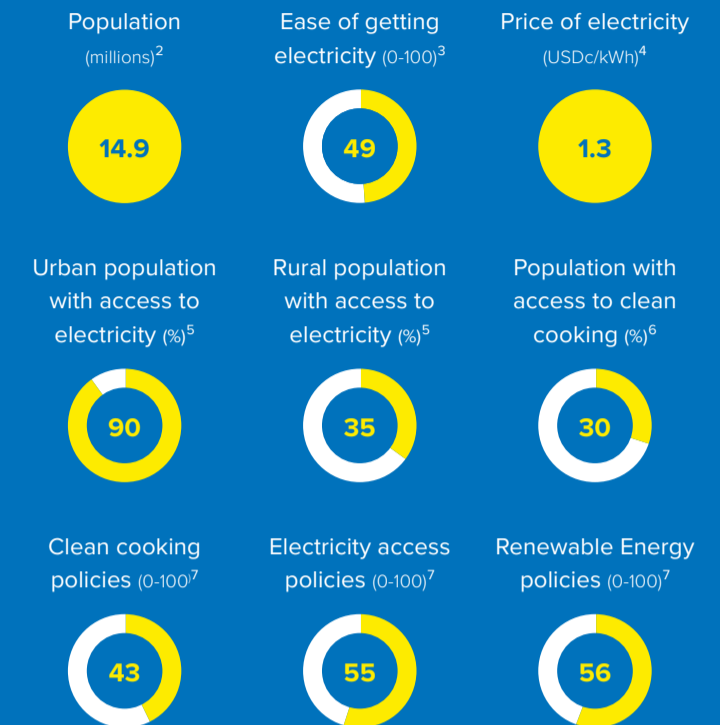 Population
(millions)2
Ease of getting
electricity (0-100)3
Price of electricity
(USDc/kWh)4
14.9
49
1.3
Urban population
with access to
electricity (%)5
Rural population
with access to
electricity (%)5
Population with
access to clean
cooking (%)6
90
35
30
Clean cooking
policies (0-100)7
Electricity access
policies (0-100)7
Renewable Energy
policies (0-100)7
43
55
56